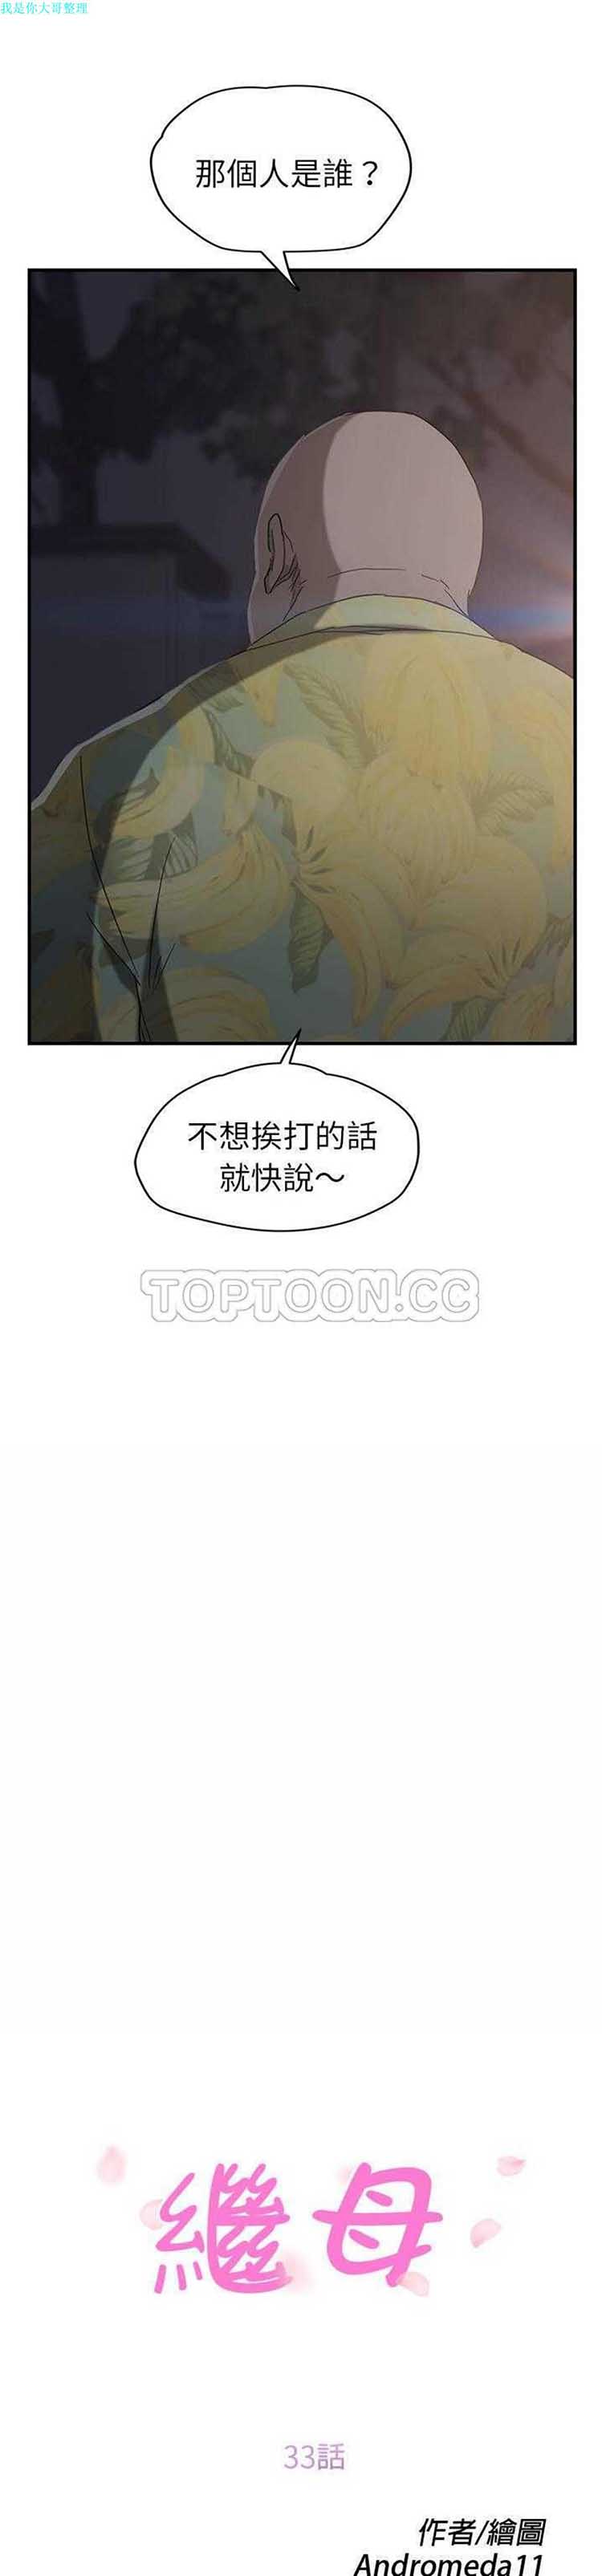 我是你大哥整理
那個人是誰？
不想挨打的話
就快說～
TOPTOON.CC
繼母
33話
作者/繪圖
Andromeda11